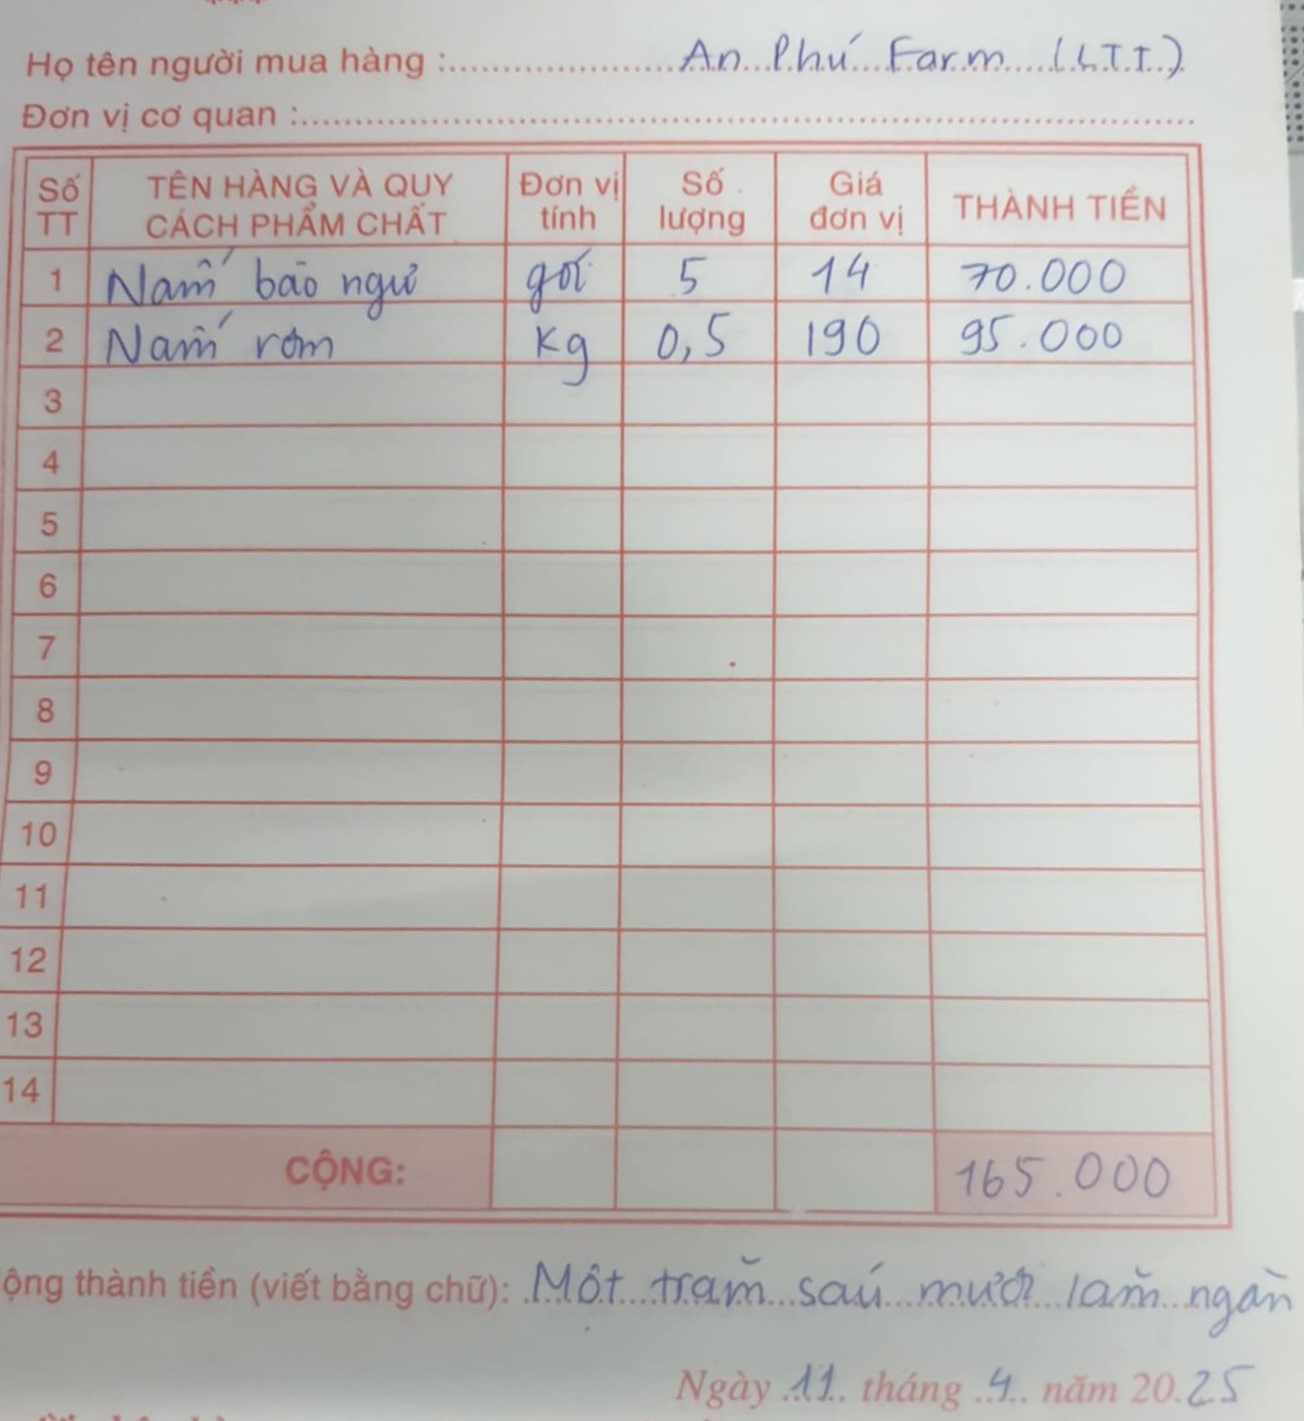 Họ tên người mua hàng : An Phú Farm (LTT)
Đơn vị cơ quan :
Số TT TÊN HÀNG VÀ QUY CÁCH PHẨM CHẤT Đơn vị tính Số lượng Giá đơn vị THÀNH TIỀN
1 Nấm bào ngư gói 5 14 70.000
2 Nấm rơm Kg 0,5 190 95.000
3
4
5
6
7
8
9
10
11
12
13
14
CỘNG: 165.000
ộng thành tiền (viết bằng chữ): Một trăm sáu mươi lăm ngàn
Ngày 11 tháng 4 năm 2025